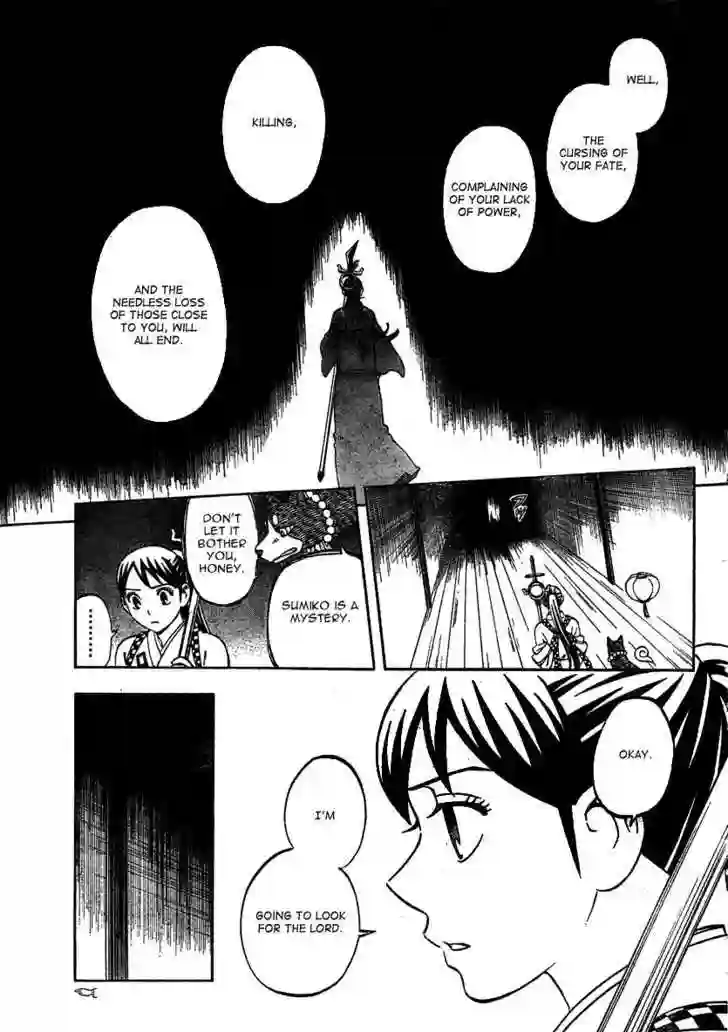 WELL,
THE
CURSING OF
YOUR FATE,
COMPLAINING
OF YOUR LACK
OF POWER,
KILLING,
AND THE
NEEDLESS LOSS
OF THOSE CLOSE
TO YOU, WILL
ALL END.
DON'T
LET IT
BOTHER
YOU,
HONEY.
SUMIKO IS A
MYSTERY.
........
OKAY.
I'M
GOING TO LOOK
FOR THE LORD.